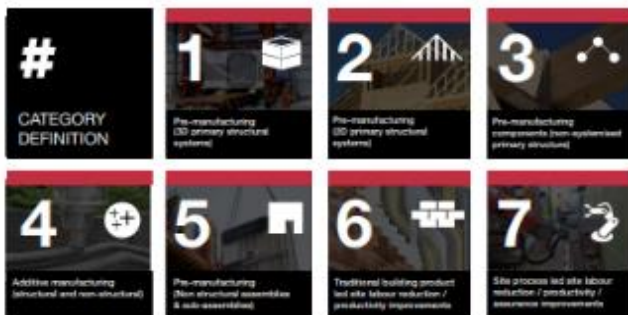 #
CATEGORY
DEFINITION
1
Pre-manufacturing
(3D primary structural
systems)
2
Pre-manufacturing
(2D primary structural
systems)
3
Pre-manufacturing
components (non-systemised
primary structure)
4
Additive manufacturing
(structural and non-structural)
5
Pre-manufacturing
(Non structural assemblies
& sub-assemblies)
6
Traditional building product
led site labour reduction /
productivity improvements
7
Site process led site labour
reduction / productivity /
assurance improvements